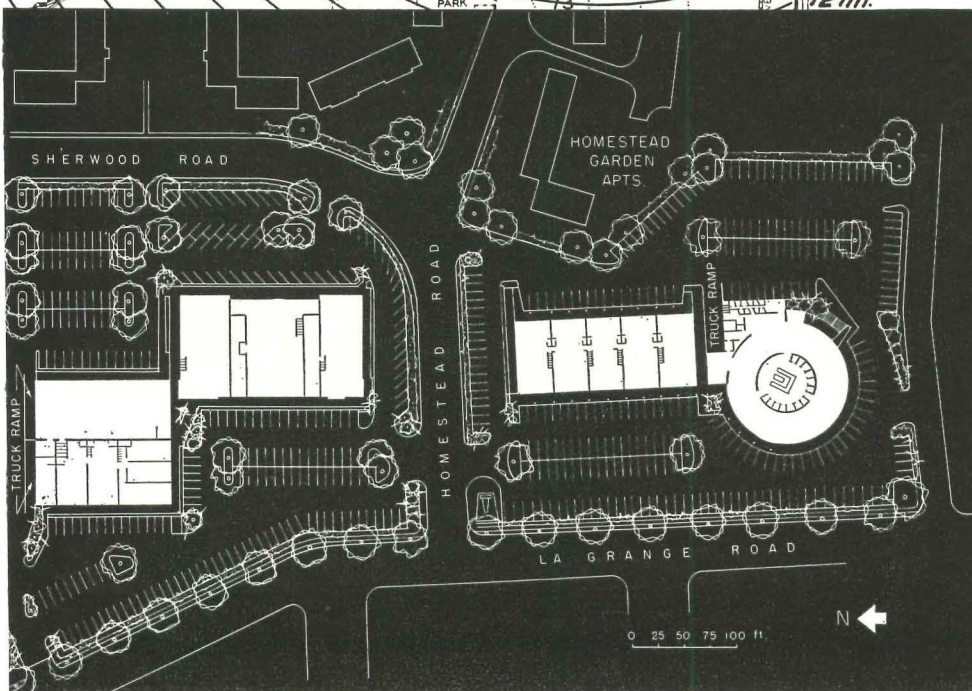 PARK
13
SHERWOOD ROAD
HOMESTEAD
GARDEN
APTS.
HOMESTEAD ROAD
TRUCK RAMP
TRUCK RAMP
LA GRANGE ROAD
N
0 25 50 75 100 ft.